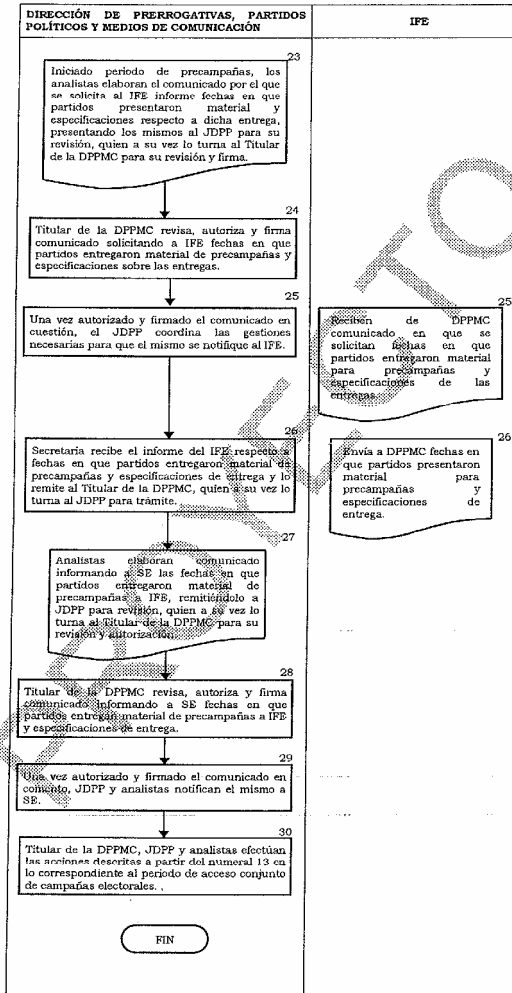 DIRECCIÓN DE PRERROGATIVAS, PARTIDOS
POLÍTICOS Y MEDIOS DE COMUNICACIÓN
IFE
23
Iniciado periodo de precampañas, los
analistas elaboran el comunicado por el que
se solicita al IFE informe fechas en que
partidos presentaron material y
especificaciones respecto a dicha entrega,
presentando los mismos al JDPP para su
revisión, quien a su vez lo turna al Titular
de la DPPMC para su revisión y firma.
24
Titular de la DPPMC revisa, autoriza y firma
comunicado solicitando a IFE fechas en que
partidos entregaron material de precampañas y
especificaciones sobre las entregas.
25
Una vez autorizado y firmado el comunicado en
cuestión, el JDPP coordina las gestiones
necesarias para que el mismo se notifique al IFE.
25
Reciben de DPPMC
comunicado en que se
solicitan fechas en que
partidos entregaron material
para precampañas y
especificaciones de las
entregas.
26
Secretaria recibe el informe del IFE respecto a
fechas en que partidos entregaron material de
precampañas y especificaciones de entrega y lo
remite al Titular de la DPPMC, quien a su vez lo
turna al JDPP para trámite.
26
Envía a DPPMC fechas en
que partidos presentaron
material para
precampañas y
especificaciones de
entrega.
27
Analistas elaboran comunicado
informando a SE las fechas en que
partidos entregaron material de
precampañas a IFE, remitiéndolo a
JDPP para revisión, quien a su vez lo
turna al Titular de la DPPMC para su
revisión y autorización.
28
Titular de la DPPMC revisa, autoriza y firma
comunicado informando a SE fechas en que
partidos entregan material de precampañas a IFE
y especificaciones de entrega.
29
Una vez autorizado y firmado el comunicado en
comento, JDPP y analistas notifican el mismo a
SE.
30
Titular de la DPPMC, JDPP y analistas efectúan
las acciones descritas a partir del numeral 13 en
lo correspondiente al periodo de acceso conjunto
de campañas electorales.
FIN
PROYECTO